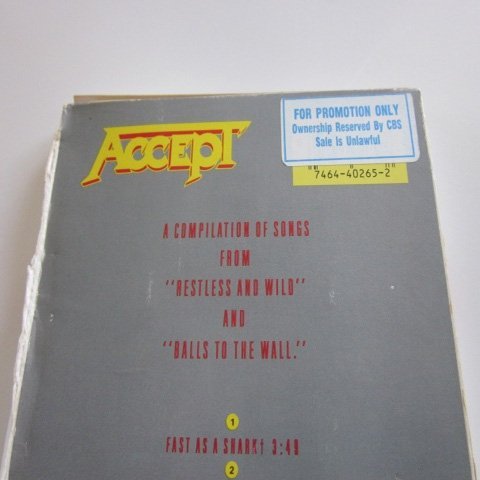 ACCEPT
FOR PROMOTION ONLY
Ownership Reserved By CBS
Sale is Unlawful
7464-40265-2
A COMPILATION OF SONGS
FROM
"RESTLESS AND WILD"
AND
"BALLS TO THE WALL."
1
FAST AS A SHARK† 3:49
2